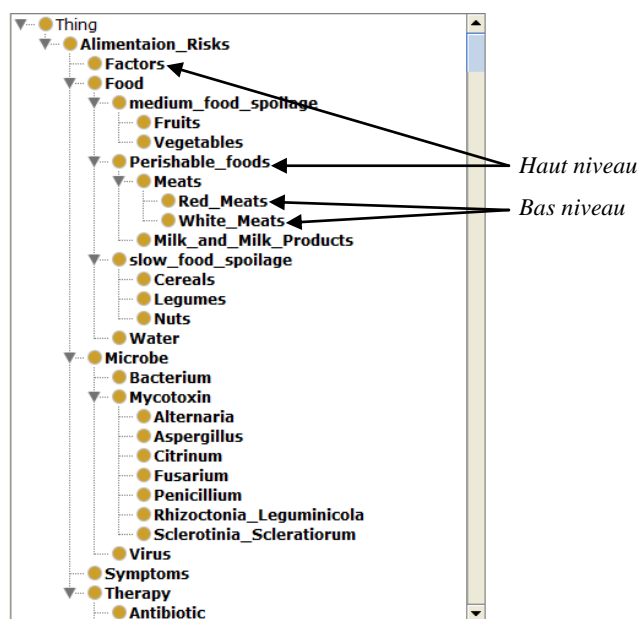 Thing
Alimentaion_Risks
Factors
Food
medium_food_spoilage
Fruits
Vegetables
Perishable_foods
Haut niveau
Meats
Red_Meats
Bas niveau
White_Meats
Milk_and_Milk_Products
slow_food_spoilage
Cereals
Legumes
Nuts
Water
Microbe
Bacterium
Mycotoxin
Alternaria
Aspergillus
Citrinum
Fusarium
Penicillium
Rhizoctonia_Leguminicola
Sclerotinia_Scleratiorum
Virus
Symptoms
Therapy
Antibiotic